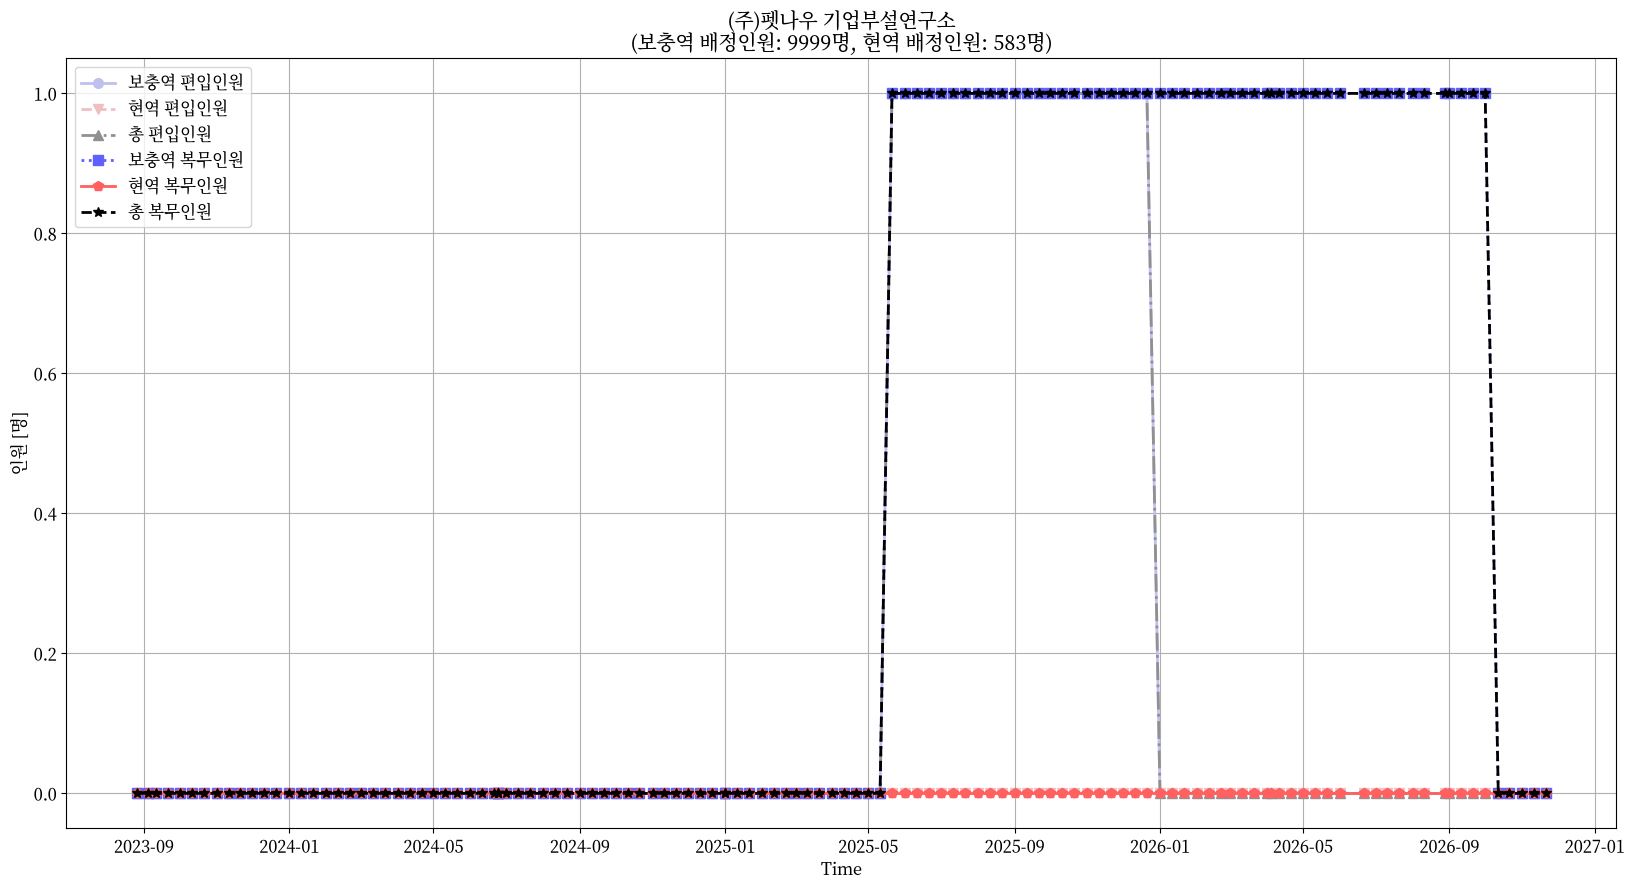 (주)펫나우 기업부설연구소
(보충역 배정인원: 9999명, 현역 배정인원: 583명)
보충역 편입인원
현역 편입인원
총 편입인원
보충역 복무인원
현역 복무인원
총 복무인원
1.0
0.8
0.6
0.4
0.2
0.0
인원 [명]
2023-09 2024-01 2024-05 2024-09 2025-01 2025-05 2025-09 2026-01 2026-05 2026-09 2027-01
Time